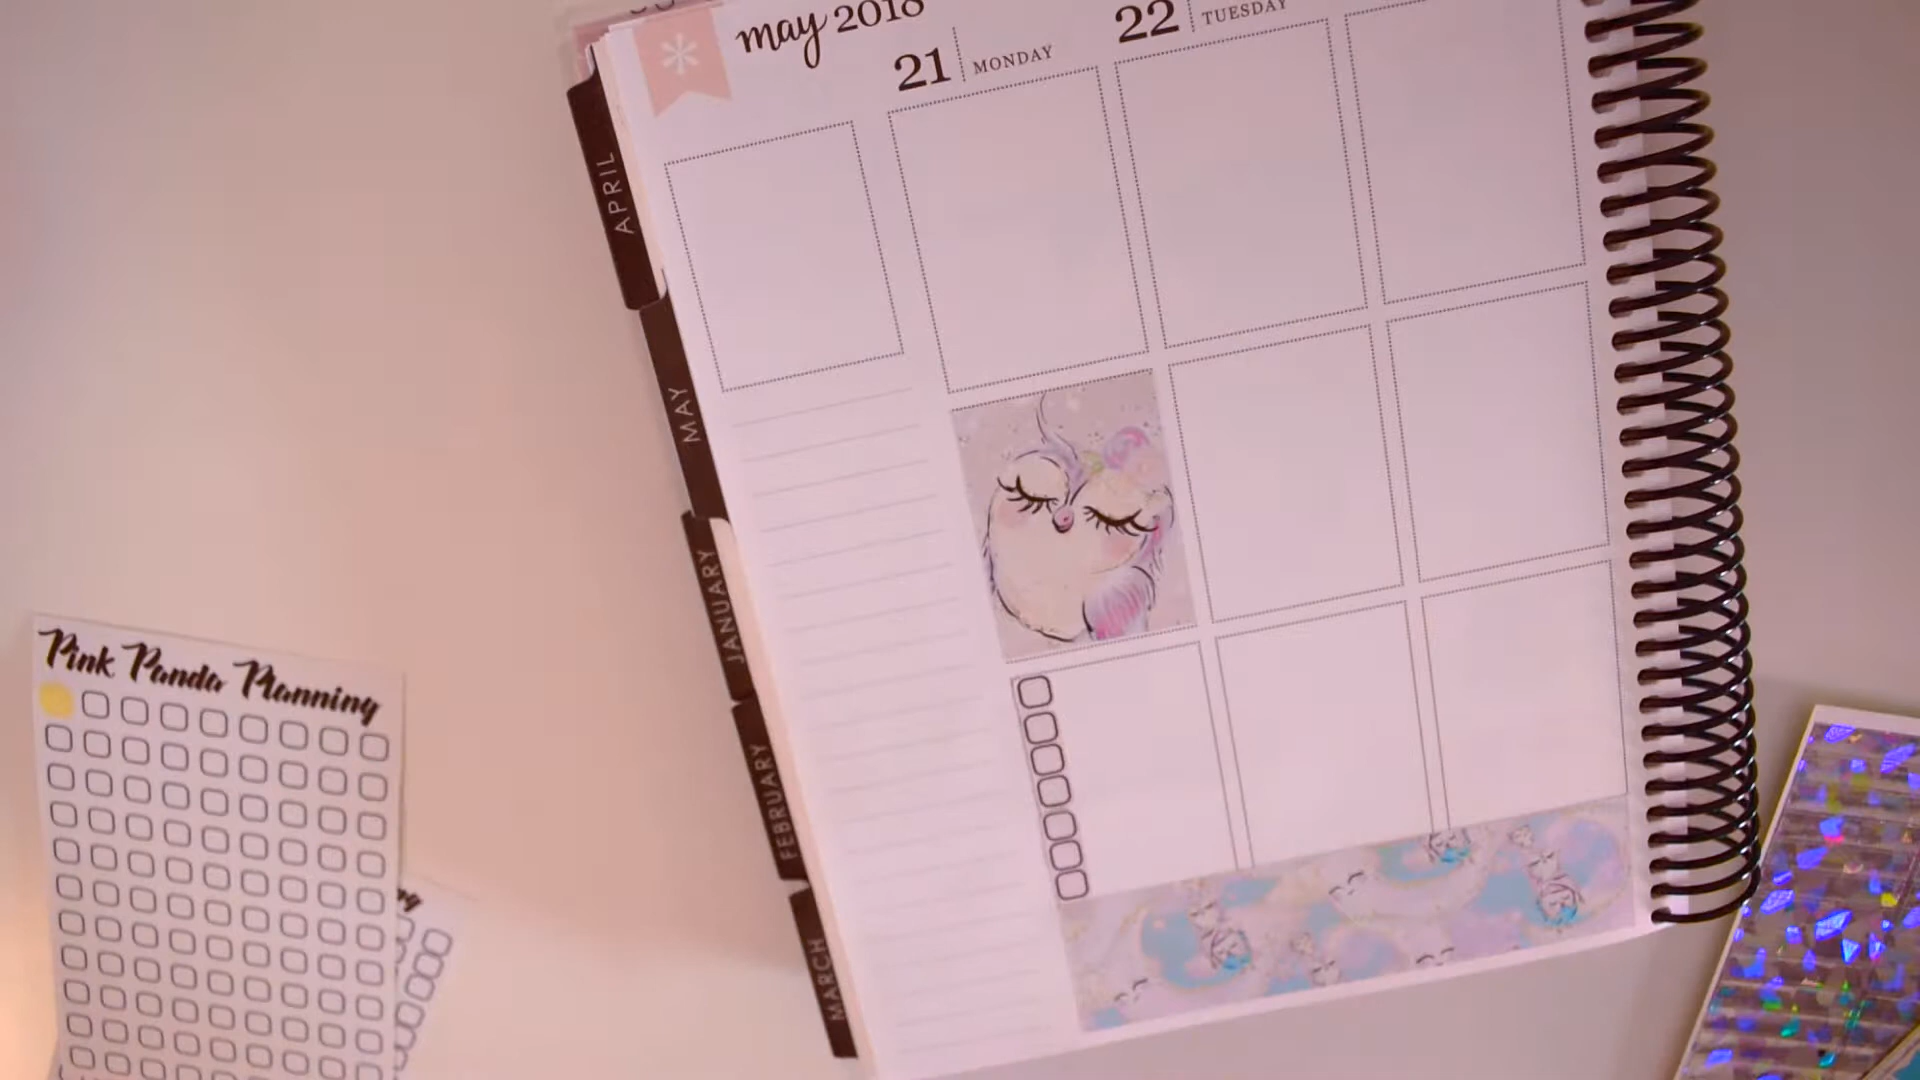 may 2018
21 MONDAY
22 TUESDAY
APRIL
MAY
JANUARY
FEBRUARY
MARCH
Pink Panda Planning